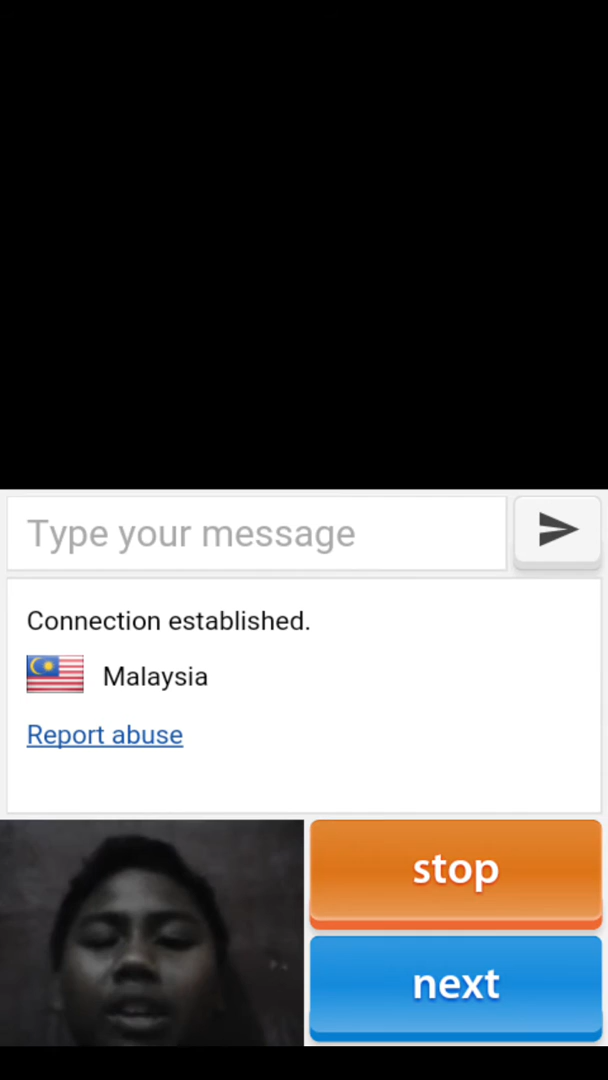 Type your message
Connection established.
Malaysia
Report abuse
stop
next